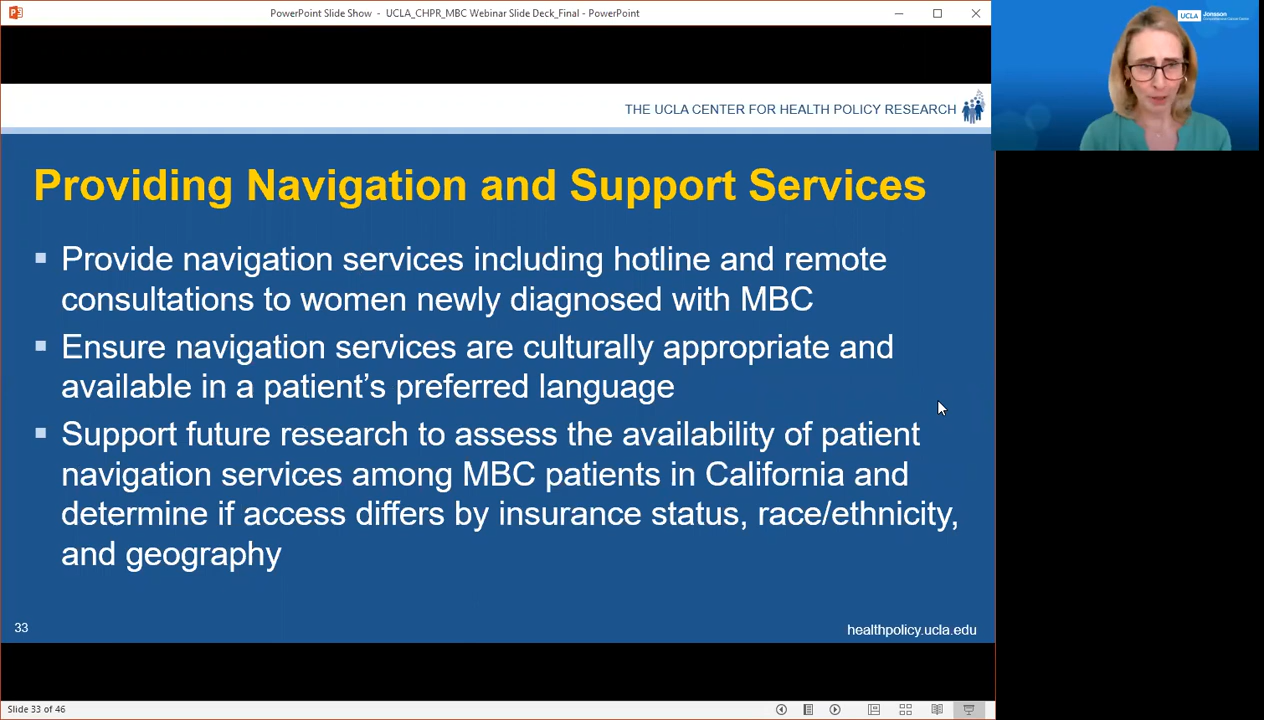 PowerPoint Slide Show - UCLA_CHPR_MBC Webinar Slide Deck_Final - PowerPoint
UCLA Jonsson
THE UCLA CENTER FOR HEALTH POLICY RESEARCH
Providing Navigation and Support Services
▪ Provide navigation services including hotline and remote
consultations to women newly diagnosed with MBC
▪ Ensure navigation services are culturally appropriate and
available in a patient’s preferred language
▪ Support future research to assess the availability of patient
navigation services among MBC patients in California and
determine if access differs by insurance status, race/ethnicity,
and geography
33
healthpolicy.ucla.edu
Slide 33 of 46